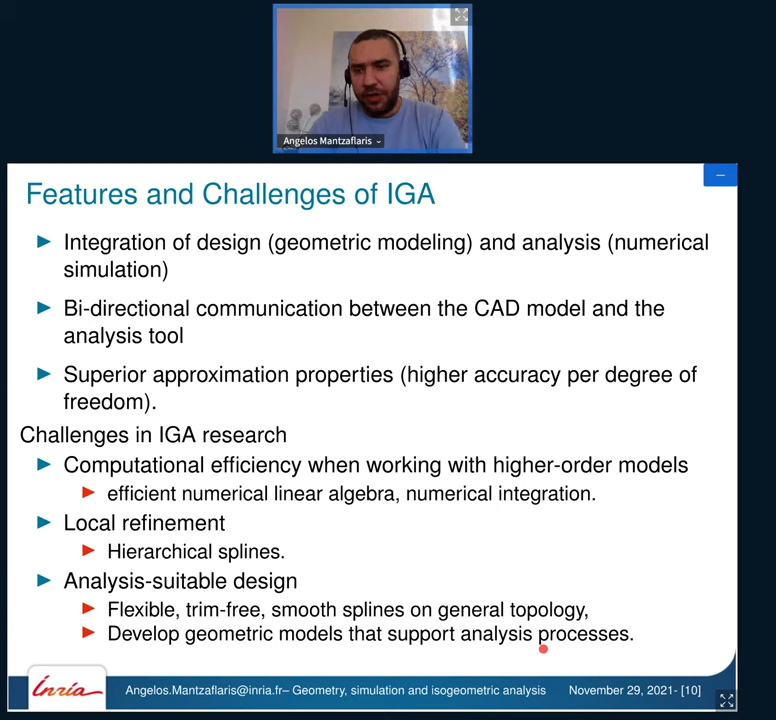 Angelos Mantzaflaris
Features and Challenges of IGA
Integration of design (geometric modeling) and analysis (numerical
simulation)
Bi-directional communication between the CAD model and the
analysis tool
Superior approximation properties (higher accuracy per degree of
freedom).
Challenges in IGA research
Computational efficiency when working with higher-order models
efficient numerical linear algebra, numerical integration.
Local refinement
Hierarchical splines.
Analysis-suitable design
Flexible, trim-free, smooth splines on general topology,
Develop geometric models that support analysis processes.
Inria Angelos.Mantzaflaris@inria.fr– Geometry, simulation and isogeometric analysis November 29, 2021- [10]